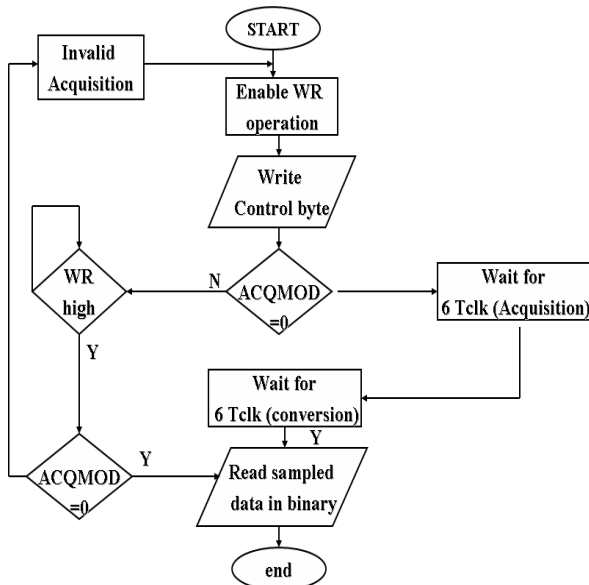 START
Invalid
Acquisition
Enable WR
operation
Write
Control byte
WR
high
N
ACQMOD
=0
Wait for
6 Tclk (Acquisition)
Y
Wait for
6 Tclk (conversion)
Y
ACQMOD
=0
Y
Read sampled
data in binary
end